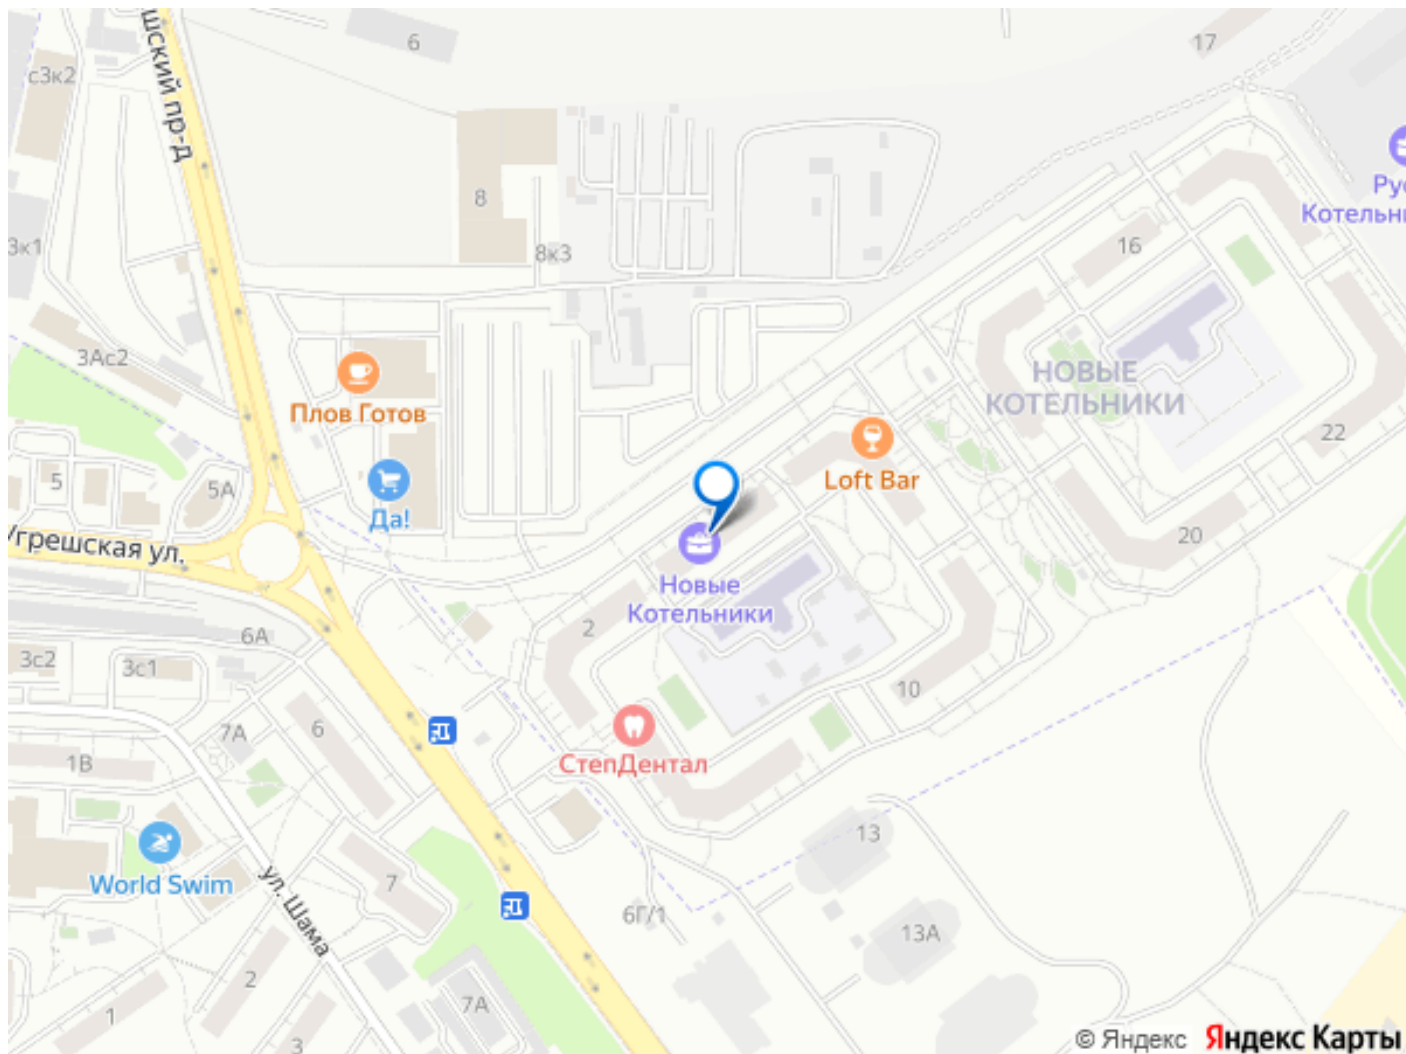 6
17
с3к2
шский пр-д
8
3к1
8к3
16
Котельн
3Ас2
НОВЫЕ
КОТЕЛЬНИКИ
Плов Готов
22
5
5А
Loft Bar
Да!
Угрешская ул.
20
Новые
Котельники
2
6А
3с2
3с1
10
7А
6
1В
СтепДентал
13
World Swim
7
ул. Шама
6Г/1
13А
2
7А
1
3
© Яндекс Яндекс Карты